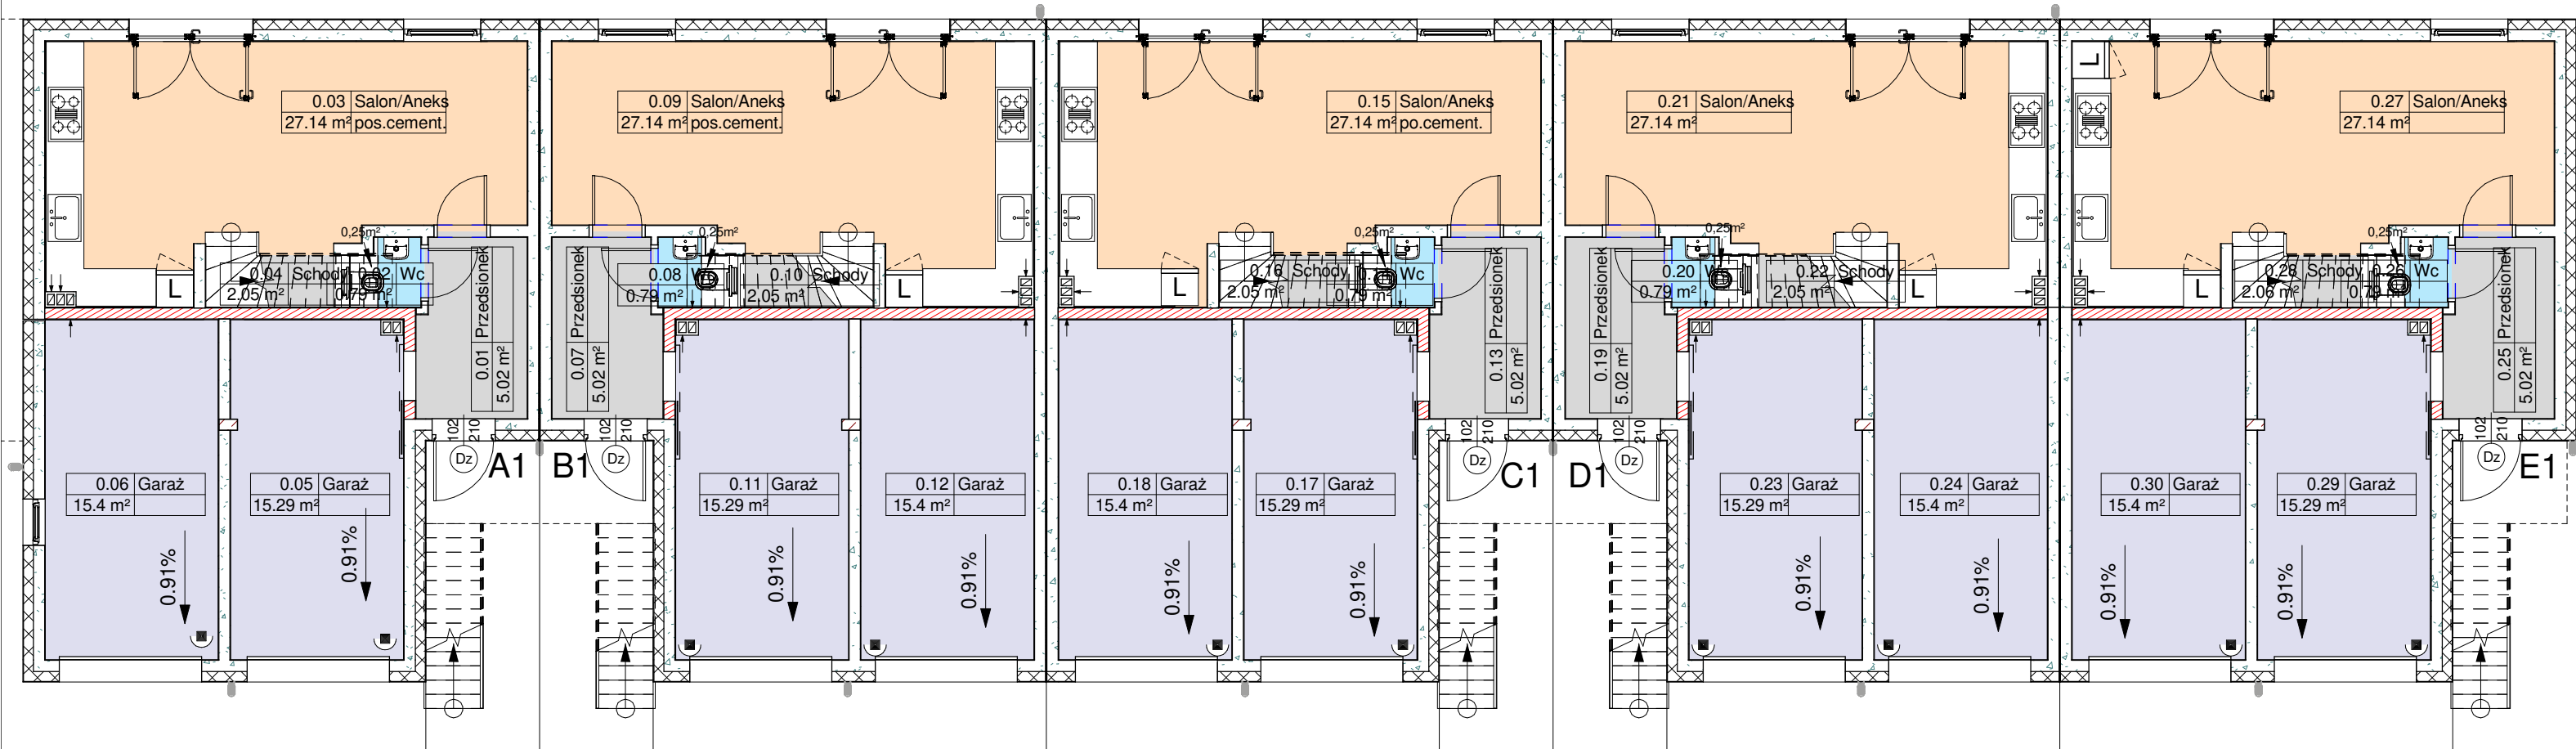 0.03 Salon/Aneks
27.14 m² pos.cement.
0.09 Salon/Aneks
27.14 m² pos.cement.
0.15 Salon/Aneks
27.14 m² po.cement.
0.21 Salon/Aneks
27.14 m²
0.27 Salon/Aneks
27.14 m²
L
0,25m²
0,25m²
0,25m²
0,25m²
0,25m²
0.04 Schody
2.05 m²
0.02 Wc
0.79 m²
L
0.08
0.79 m²
0.10 Schody
2,05 m²
L
0.16 Schody
2.05 m²
Wc
0.79 m²
L
0.20
0.79 m²
0.22 Schody
2.05 m²
L
0.28 Schody
2.06 m²
0.26 Wc
L
0.01 Przedsionek
5.02 m²
0.07 Przedsionek
5.02 m²
0.13 Przedsionek
5.02 m²
0.19 Przedsionek
5.02 m²
0.25 Przedsionek
5.02 m²
102
210
Dz
A1
B1
102
210
Dz
102
210
Dz
C1
D1
102
210
Dz
102
210
Dz
E1
0.06 Garaż
15.4 m²
0.05 Garaż
15.29 m²
0.11 Garaż
15.29 m²
0.12 Garaż
15.4 m²
0.18 Garaż
15.4 m²
0.17 Garaż
15.29 m²
0.23 Garaż
15.29 m²
0.24 Garaż
15.4 m²
0.30 Garaż
15.4 m²
0.29 Garaż
15.29 m²
0.91%
0.91%
0.91%
0.91%
0.91%
0.91%
0.91%
0.91%
0.91%
0.91%